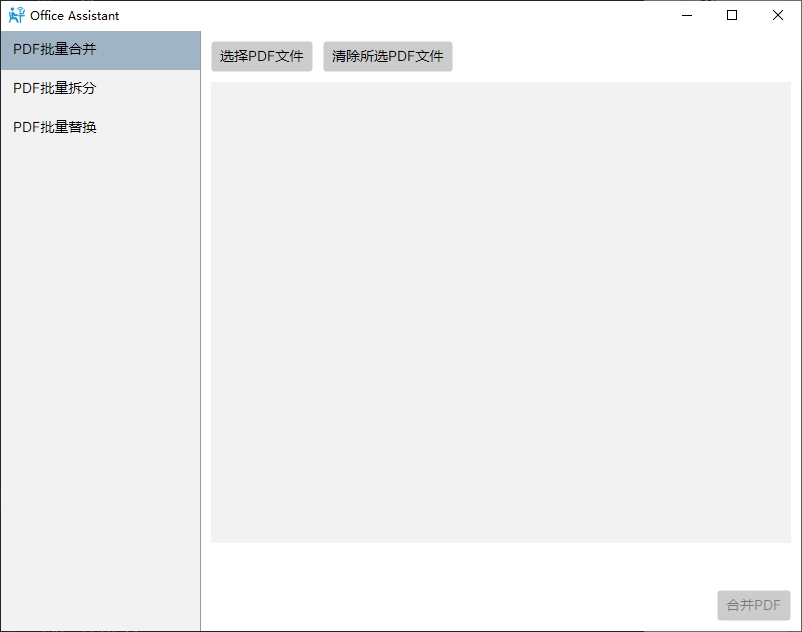 Office Assistant
PDF批量合并
PDF批量拆分
PDF批量替换
选择PDF文件
清除所选PDF文件
合并PDF